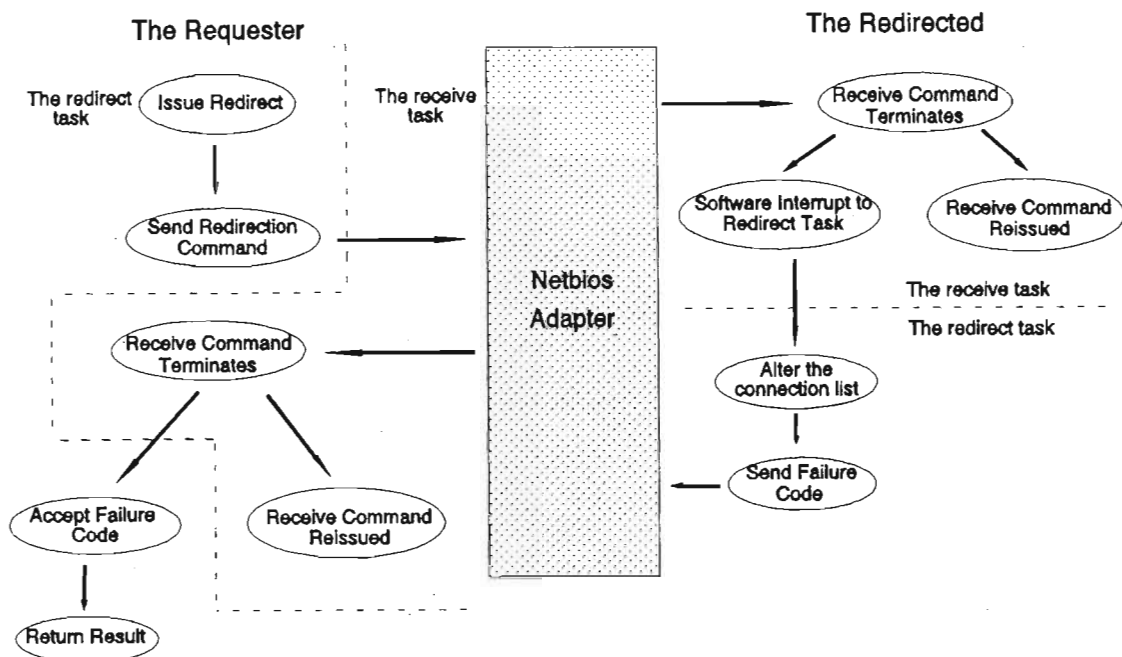 The Requester
The redirect
task
Issue Redirect
Send Redirection
Command
The receive
task
Receive Command
Terminates
Accept Failure
Code
Receive Command
Reissued
Return Result
Netbios
Adapter
The Redirected
Receive Command
Terminates
Software Interrupt to
Redirect Task
Receive Command
Reissued
The receive task
The redirect task
Alter the
connection list
Send Failure
Code